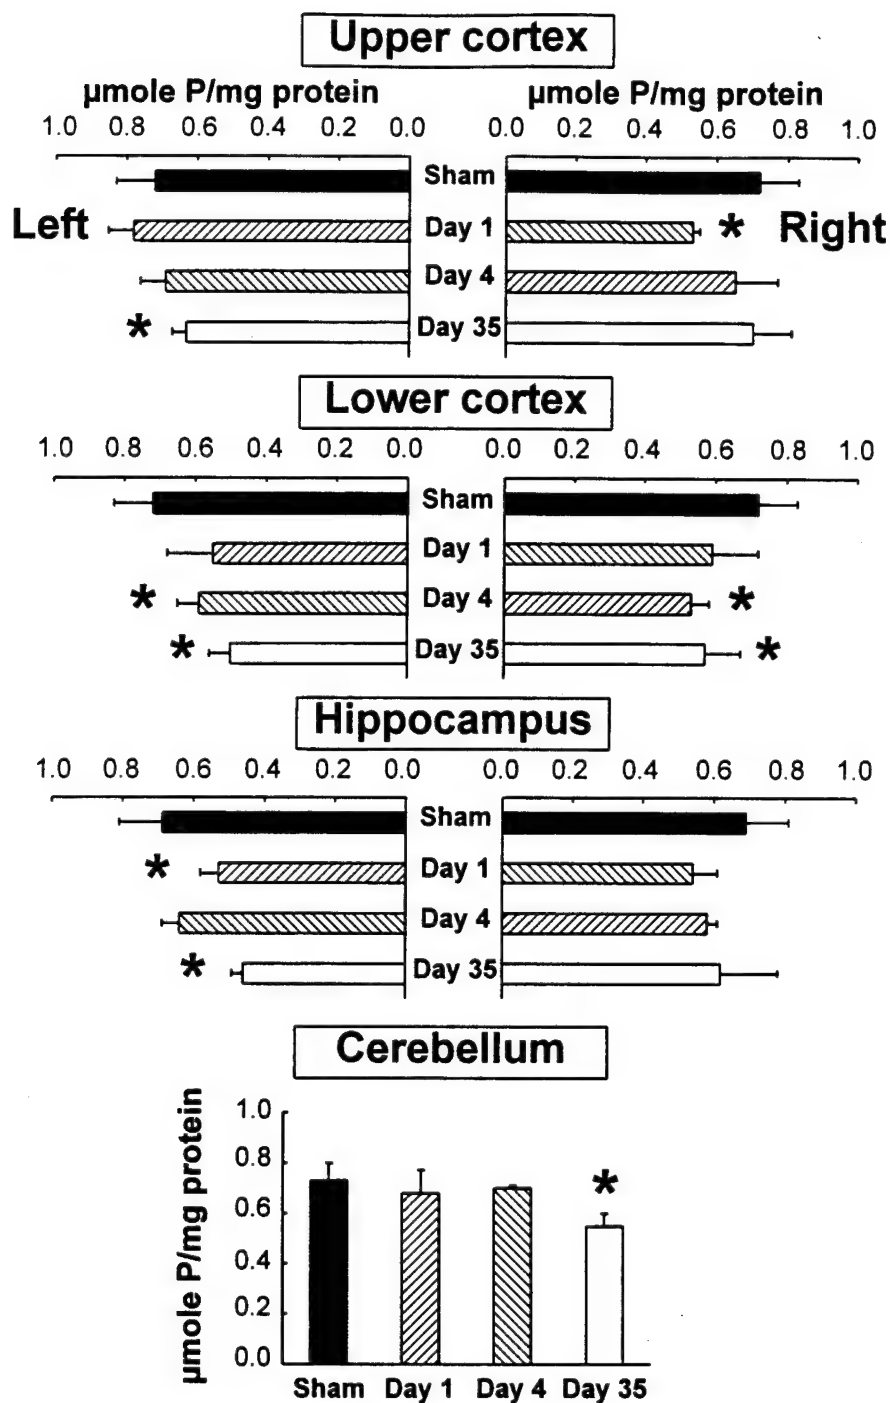 Upper cortex
µmole P/mg protein µmole P/mg protein
1.0 0.8 0.6 0.4 0.2 0.0 0.0 0.2 0.4 0.6 0.8 1.0
Sham
Left Day 1 * Right
Day 4
* Day 35
Lower cortex
1.0 0.8 0.6 0.4 0.2 0.0 0.0 0.2 0.4 0.6 0.8 1.0
Sham
Day 1
* Day 4 *
* Day 35 *
Hippocampus
1.0 0.8 0.6 0.4 0.2 0.0 0.0 0.2 0.4 0.6 0.8 1.0
Sham
* Day 1
Day 4
* Day 35
Cerebellum
µmole P/mg protein
1.0
0.8
*
0.6
0.4
0.2
0.0
Sham Day 1 Day 4 Day 35